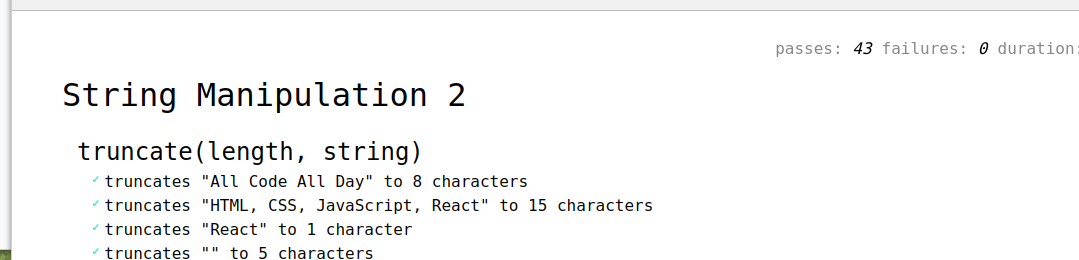 passes: 43 failures: 0 duration:
String Manipulation 2
truncate(length, string)
✓ truncates "All Code All Day" to 8 characters
✓ truncates "HTML, CSS, JavaScript, React" to 15 characters
✓ truncates "React" to 1 character
✓ truncates "" to 5 characters